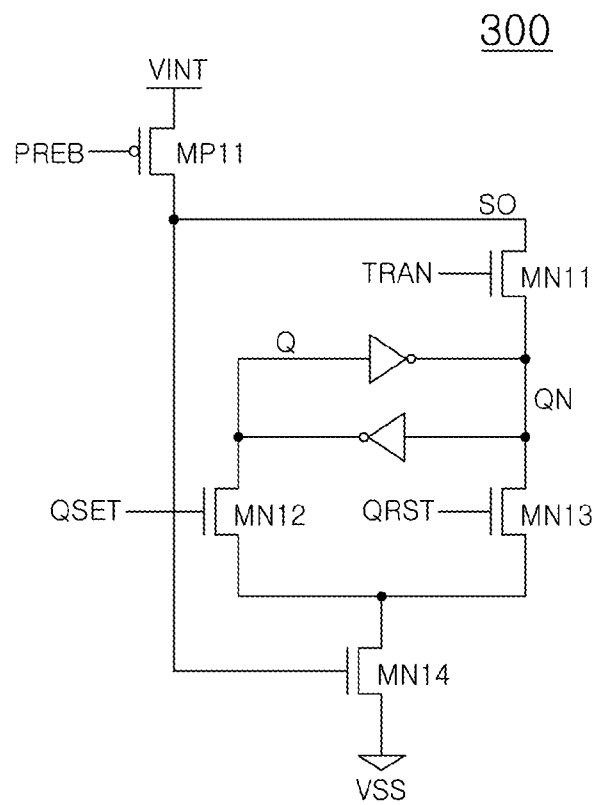 300
VINT
PREB
MP11
SO
TRAN
MN11
Q
QN
QSET
MN12
QRST
MN13
MN14
VSS